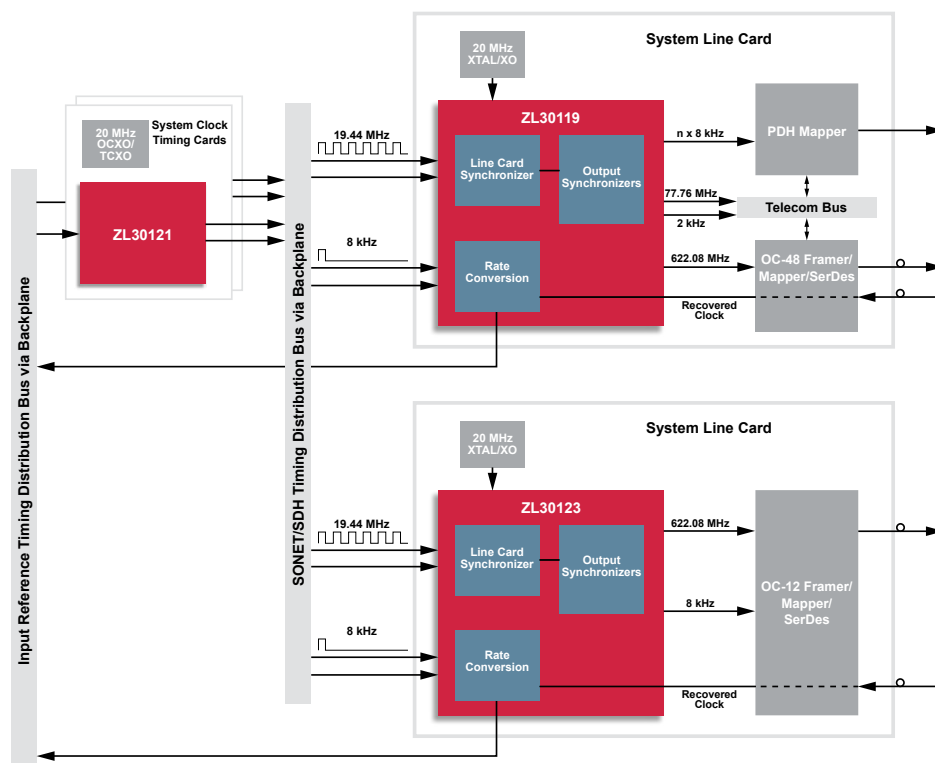 Input Reference Timing Distribution Bus via Backplane
20 MHz
OCXO/
TCXO
System Clock
Timing Cards
ZL30121
SONET/SDH Timing Distribution Bus via Backplane
System Line Card
20 MHz
XTAL/XO
ZL30119
19.44 MHz
Line Card
Synchronizer
Output
Synchronizers
8 kHz
Rate
Conversion
n x 8 kHz
77.76 MHz
2 kHz
622.08 MHz
Recovered
Clock
PDH Mapper
Telecom Bus
OC-48 Framer/
Mapper/SerDes
System Line Card
20 MHz
XTAL/XO
ZL30123
19.44 MHz
Line Card
Synchronizer
Output
Synchronizers
8 kHz
Rate
Conversion
622.08 MHz
8 kHz
Recovered
Clock
OC-12 Framer/
Mapper/
SerDes